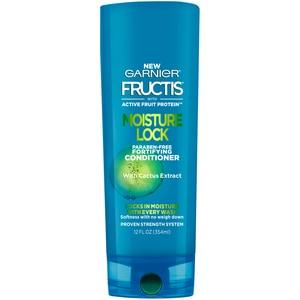 NEW
GARNIER
FRUCTIS
WITH
ACTIVE FRUIT PROTEIN™
MOISTURE
LOCK
PARABEN-FREE
FORTIFYING
CONDITIONER
With Cactus Extract
LOCKS IN MOISTURE
WITH EVERY WASH
Softness with no weigh down
PROVEN STRENGTH SYSTEM
12 FL OZ (354ml)